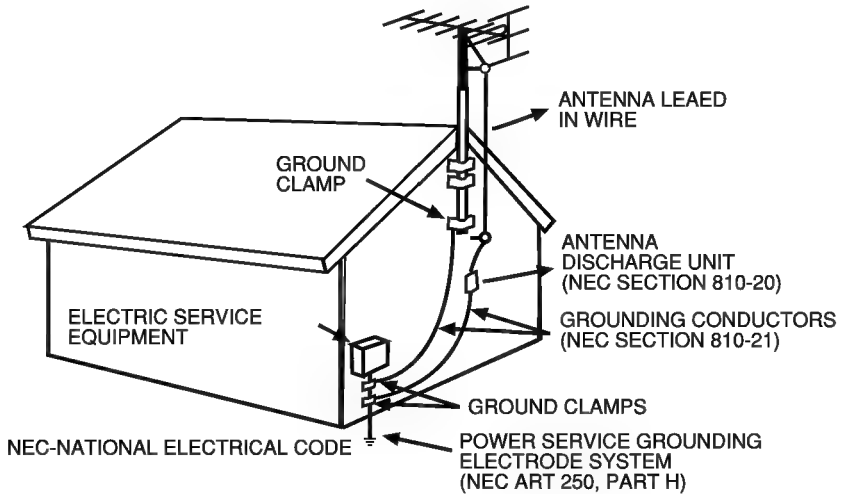 ANTENNA LEAED
IN WIRE
GROUND
CLAMP
ANTENNA
DISCHARGE UNIT
(NEC SECTION 810-20)
ELECTRIC SERVICE
EQUIPMENT
GROUNDING CONDUCTORS
(NEC SECTION 810-21)
GROUND CLAMPS
NEC-NATIONAL ELECTRICAL CODE
POWER SERVICE GROUNDING
ELECTRODE SYSTEM
(NEC ART 250, PART H)